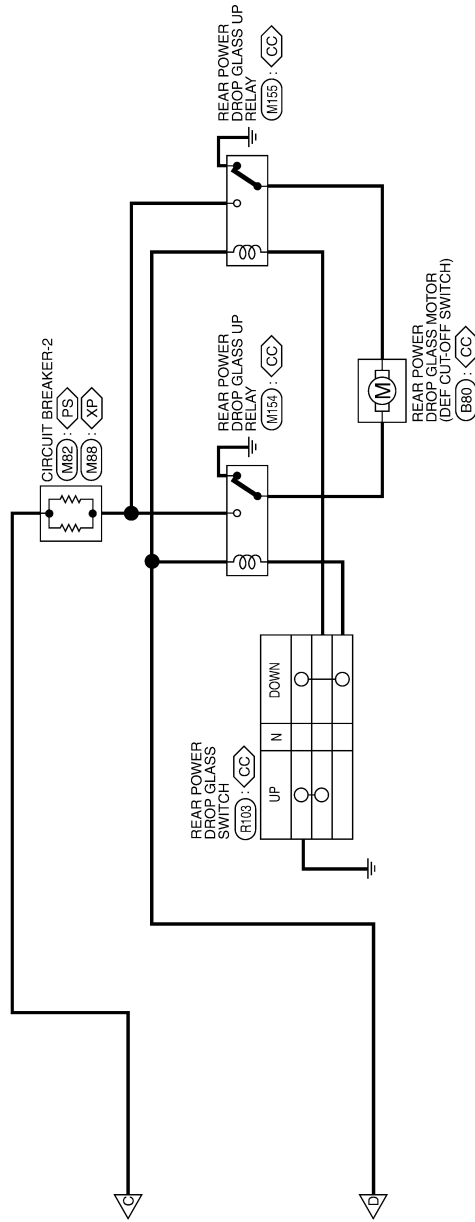 C
D
CIRCUIT BREAKER-2
M82 : PS
M88 : XP
REAR POWER
DROP GLASS
SWITCH
R103 : CC
UP
N
DOWN
REAR POWER
DROP GLASS UP
RELAY
M154 : CC
REAR POWER
DROP GLASS UP
RELAY
M155 : CC
M
REAR POWER
DROP GLASS MOTOR
(DEF CUT-OFF SWITCH)
B80 : CC